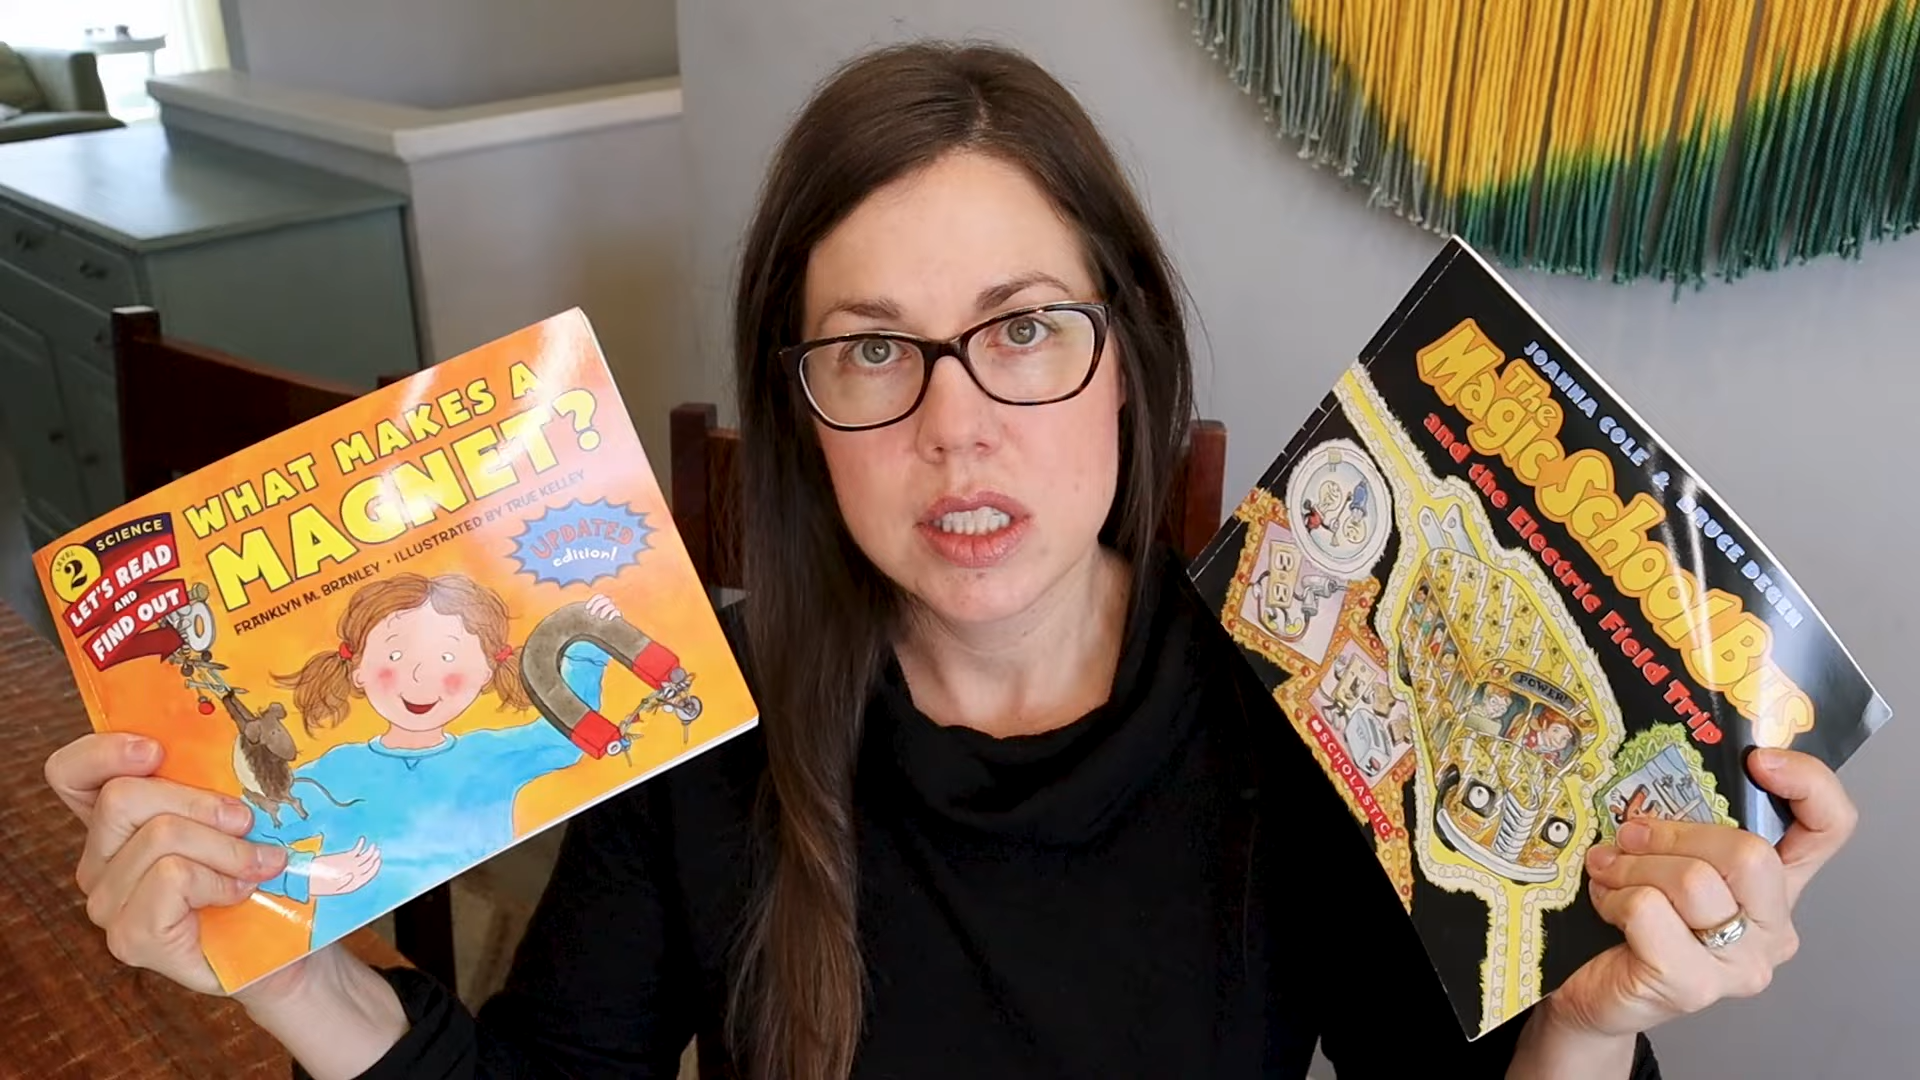 WHAT MAKES A
MAGNET?
FRANKLYN M. BRANLEY • ILLUSTRATED BY TRUE KELLEY
UPDATED
edition!
LEVEL
2
SCIENCE
LET'S READ
AND
FIND OUT
JOANNA COLE & BRUCE DEGEN
The
Magic School Bus
and the Electric Field Trip
POWER!
SCHOLASTIC